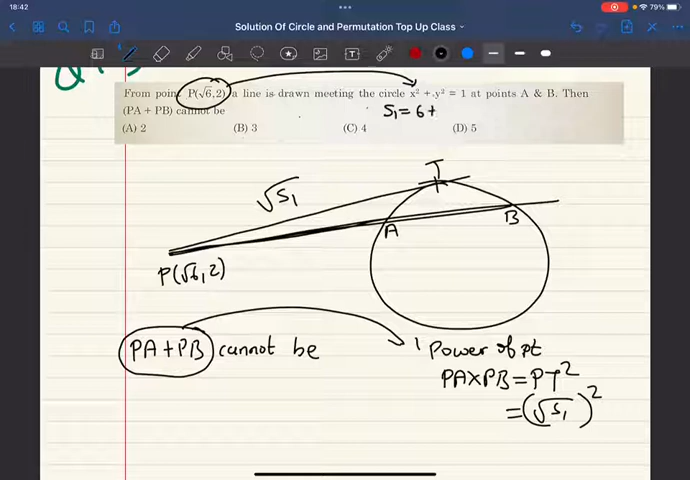 18:42
79%
Solution Of Circle and Permutation Top Up Class
From point P(√6,2) a line is drawn meeting the circle x² + y² = 1 at points A & B. Then
(PA + PB) cannot be
S₁ = 6 +
(A) 2 (B) 3 (C) 4 (D) 5
T
√S₁
A
B
P(√6, 2)
PA + PB cannot be
Power of pt
PA×PB = PT²
= (√S₁)²